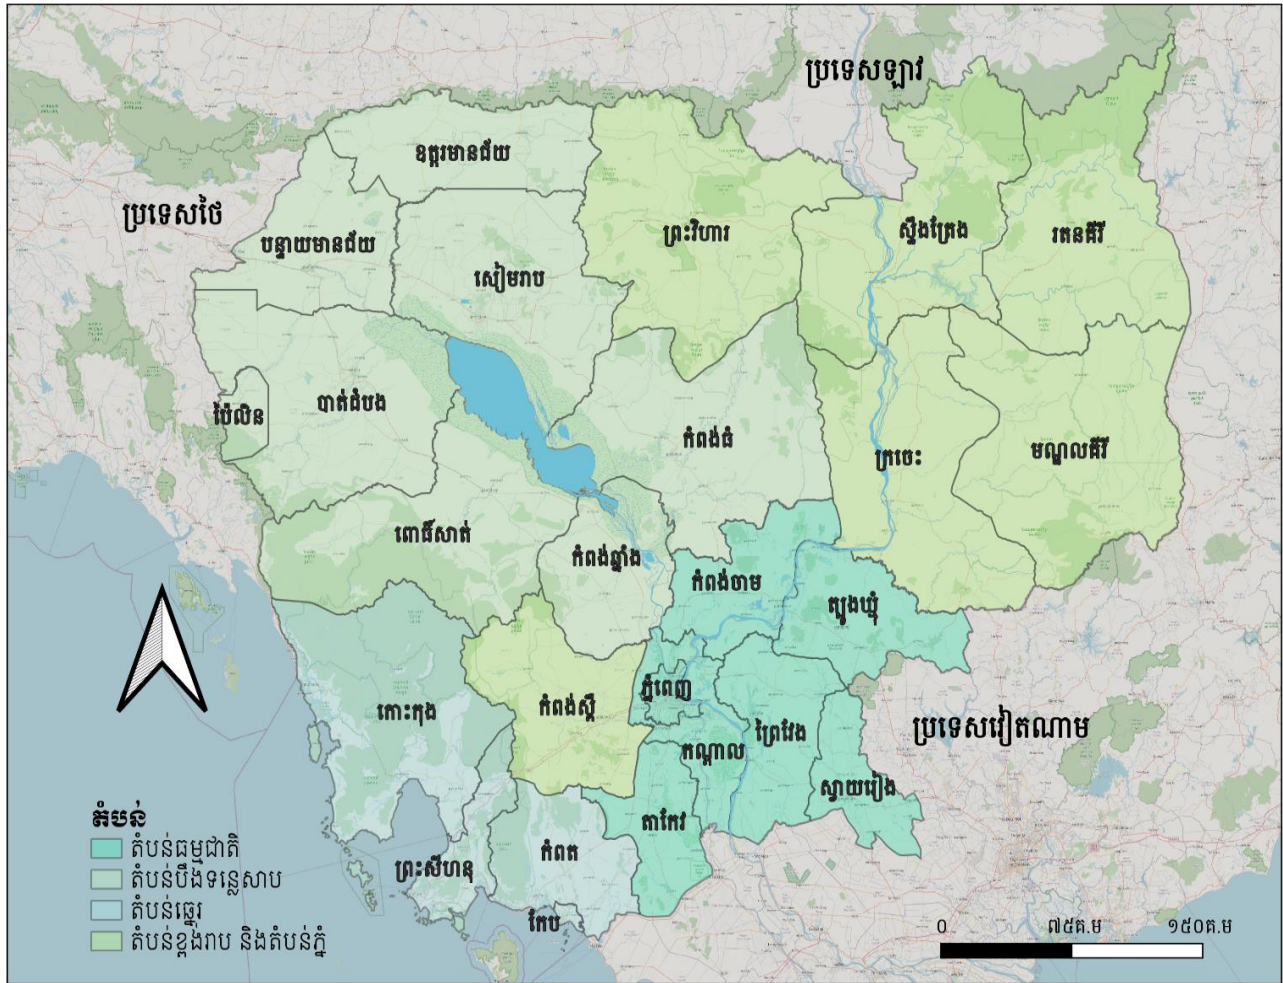 ប្រទេសឡាវ
ឧត្តរមានជ័យ
ប្រទេសថៃ
បន្ទាយមានជ័យ
សៀមរាប
ព្រះវិហារ
ស្ទឹងត្រែង
រតនគីរី
ប៉ៃលិន
បាត់ដំបង
កំពង់ធំ
ក្រចេះ
មណ្ឌលគីរី
ពោធិ៍សាត់
កំពង់ឆ្នាំង
កំពង់ចាម
ត្បូងឃ្មុំ
កោះកុង
កំពង់ស្ពឺ
ភ្នំពេញ
កណ្តាល
ព្រៃវែង
ប្រទេសវៀតណាម
ស្វាយរៀង
តាកែវ
កំពត
ព្រះសីហនុ
កែប
តំបន់
តំបន់ធម្មជាតិ
តំបន់បឹងទន្លេសាប
តំបន់ឆ្នេរ
តំបន់ខ្ពង់រាប និងតំបន់ភ្នំ
0 ៧៥គ.ម ១៥០គ.ម